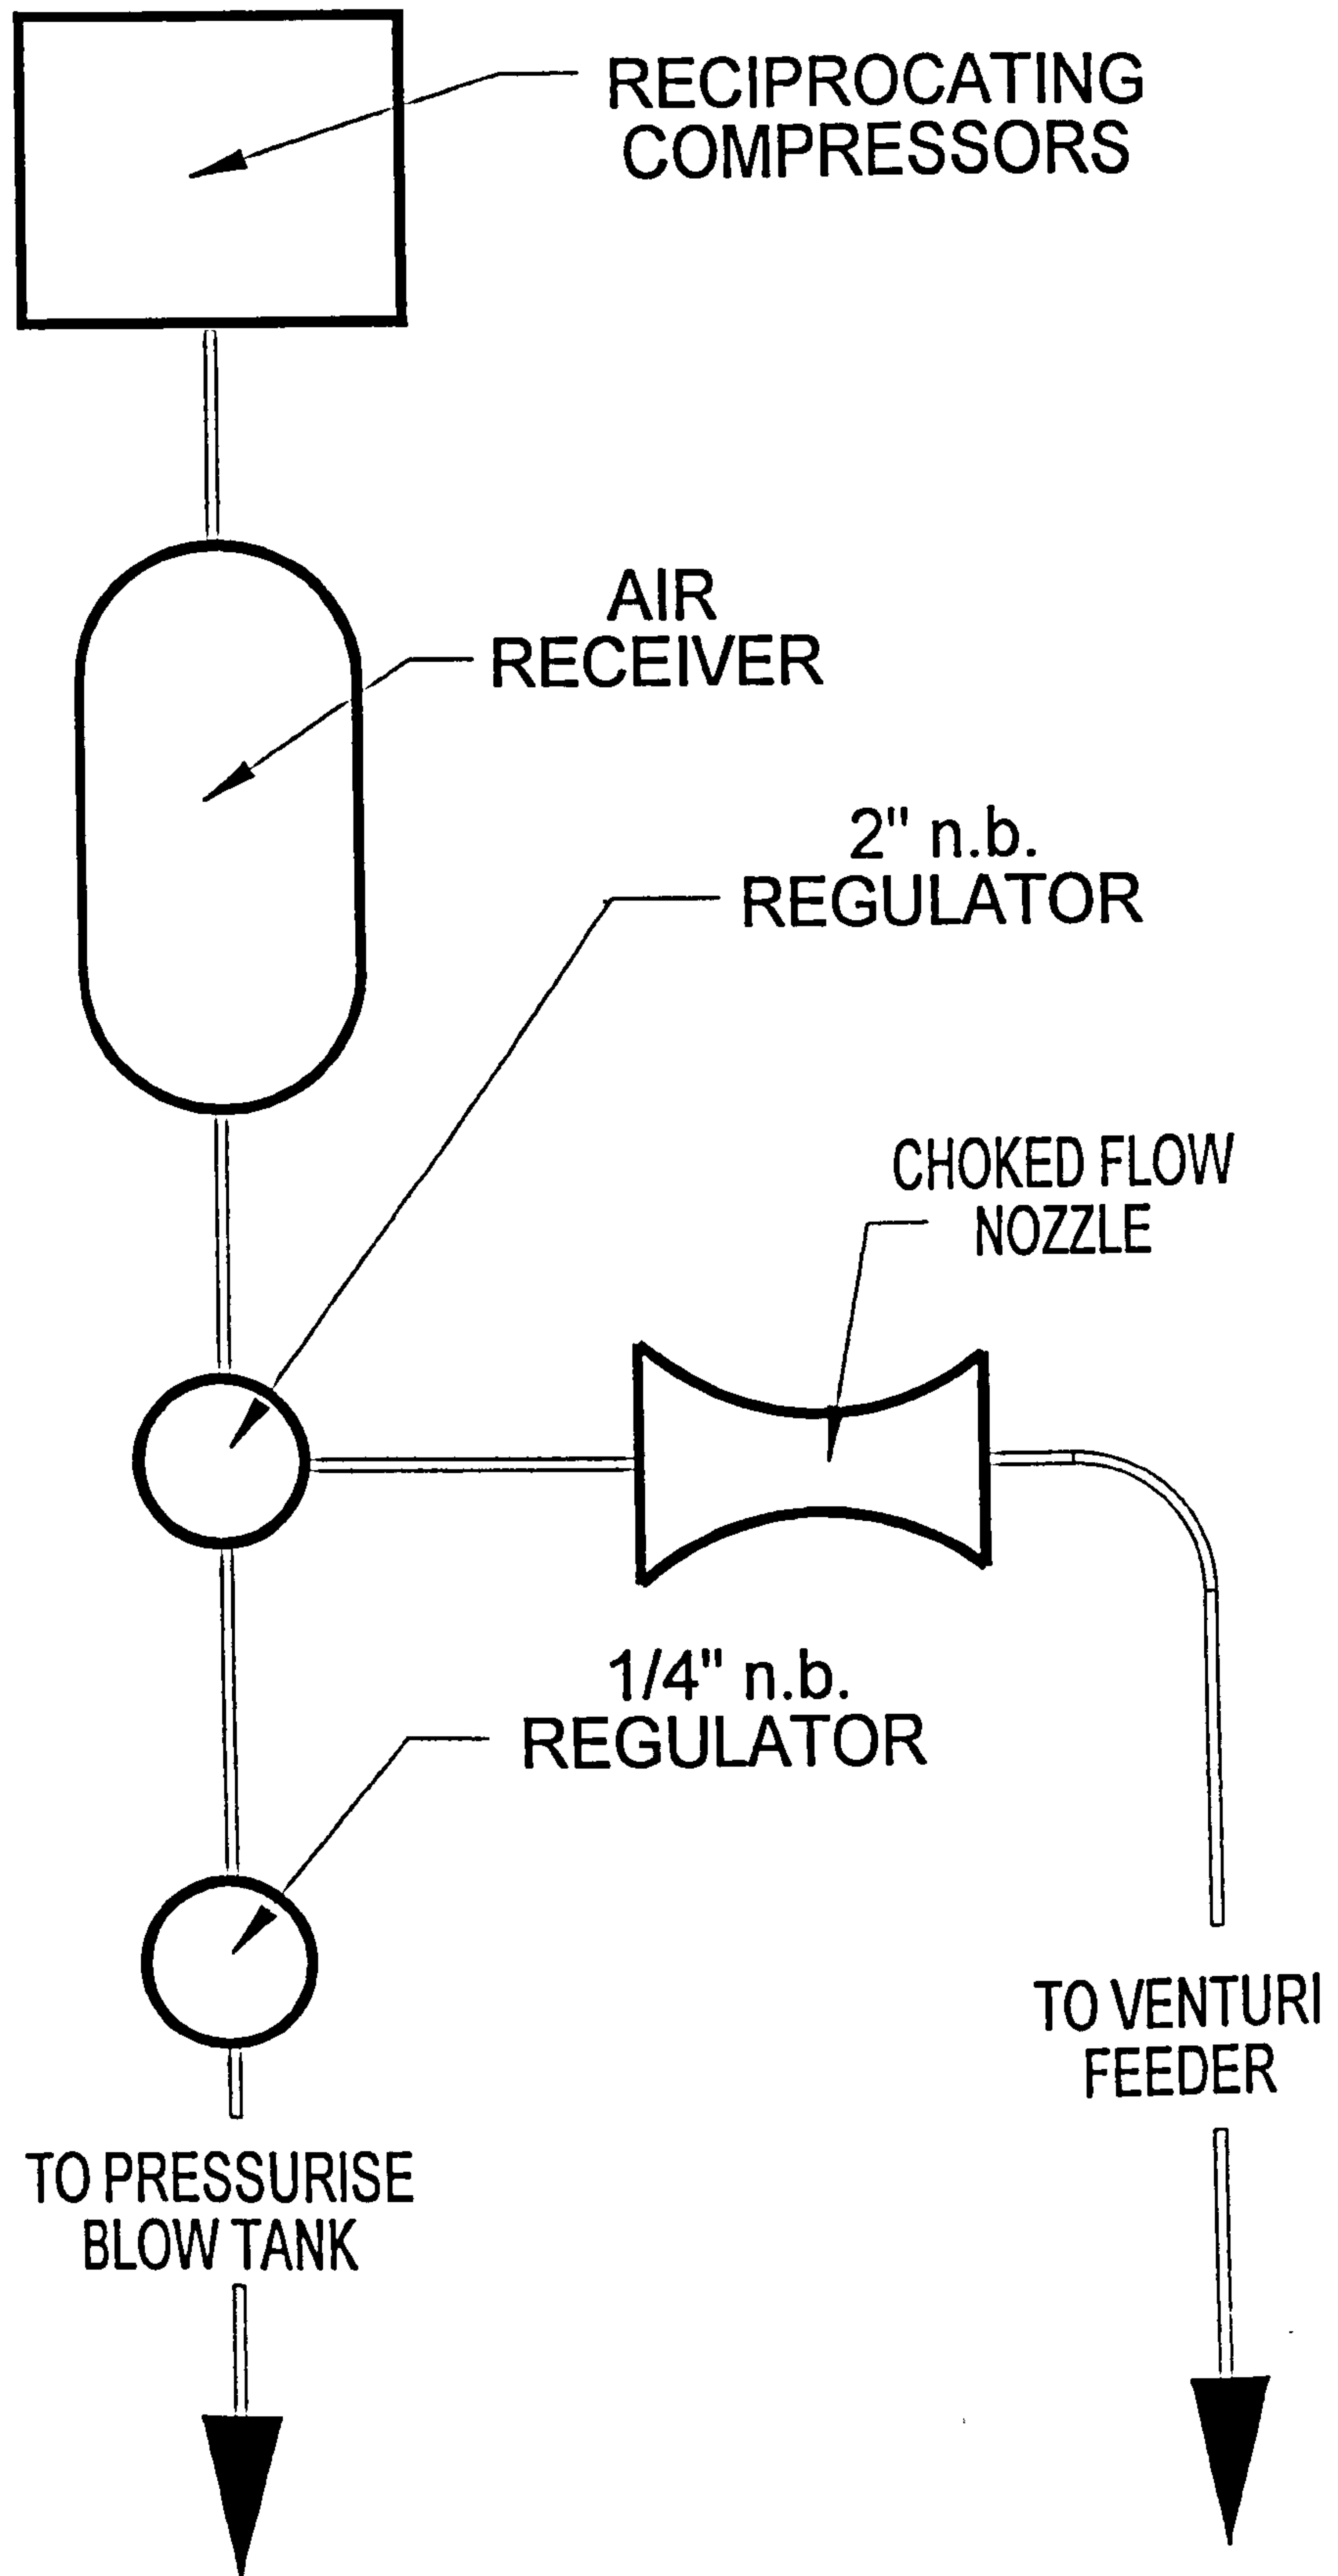 RECIPROCATING
COMPRESSORS
AIR
RECEIVER
2" n.b.
REGULATOR
CHOKED FLOW
NOZZLE
1/4" n.b.
REGULATOR
TO VENTURI
FEEDER
TO PRESSURISE
BLOW TANK